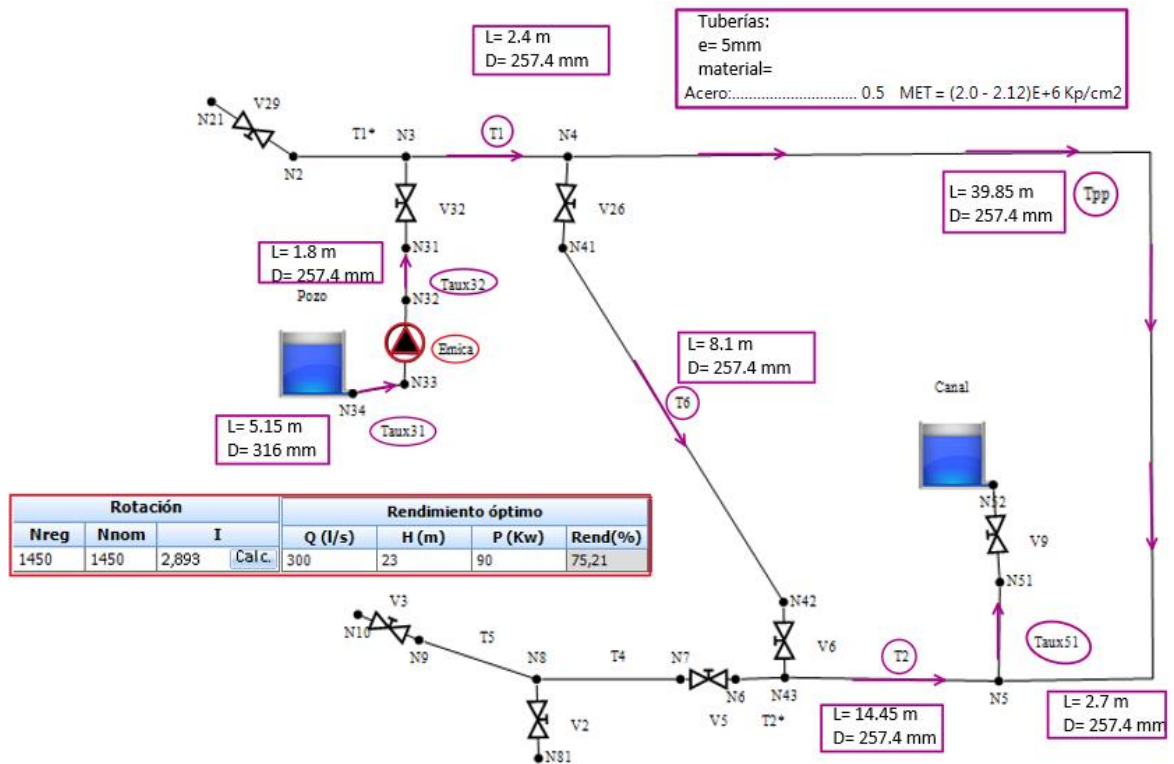 L= 2.4 m
D= 257.4 mm
Tuberías:
e= 5mm
material=
Acero:.............................. 0.5 MET = (2.0 - 2.12)E+6 Kp/cm2
V29
N21
T1*
N3
T1
N4
N2
V32
V26
L= 39.85 m
D= 257.4 mm
Tpp
N31
N41
L= 1.8 m
D= 257.4 mm
Taux32
Pozo
N32
Emica
N33
L= 8.1 m
D= 257.4 mm
N34
Taux31
T6
Canal
L= 5.15 m
D= 316 mm
N52
Rotación
Rendimiento óptimo
Nreg Nnom I Q (l/s) H (m) P (Kw) Rend(%)
1450 1450 2,893 Calc. 300 23 90 75,21
V9
N51
V3
N42
N10
T5
N9
V6
T2
Taux51
N8
T4
N7
N6
N43
N5
V5
T2*
V2
L= 14.45 m
D= 257.4 mm
L= 2.7 m
D= 257.4 mm
N81